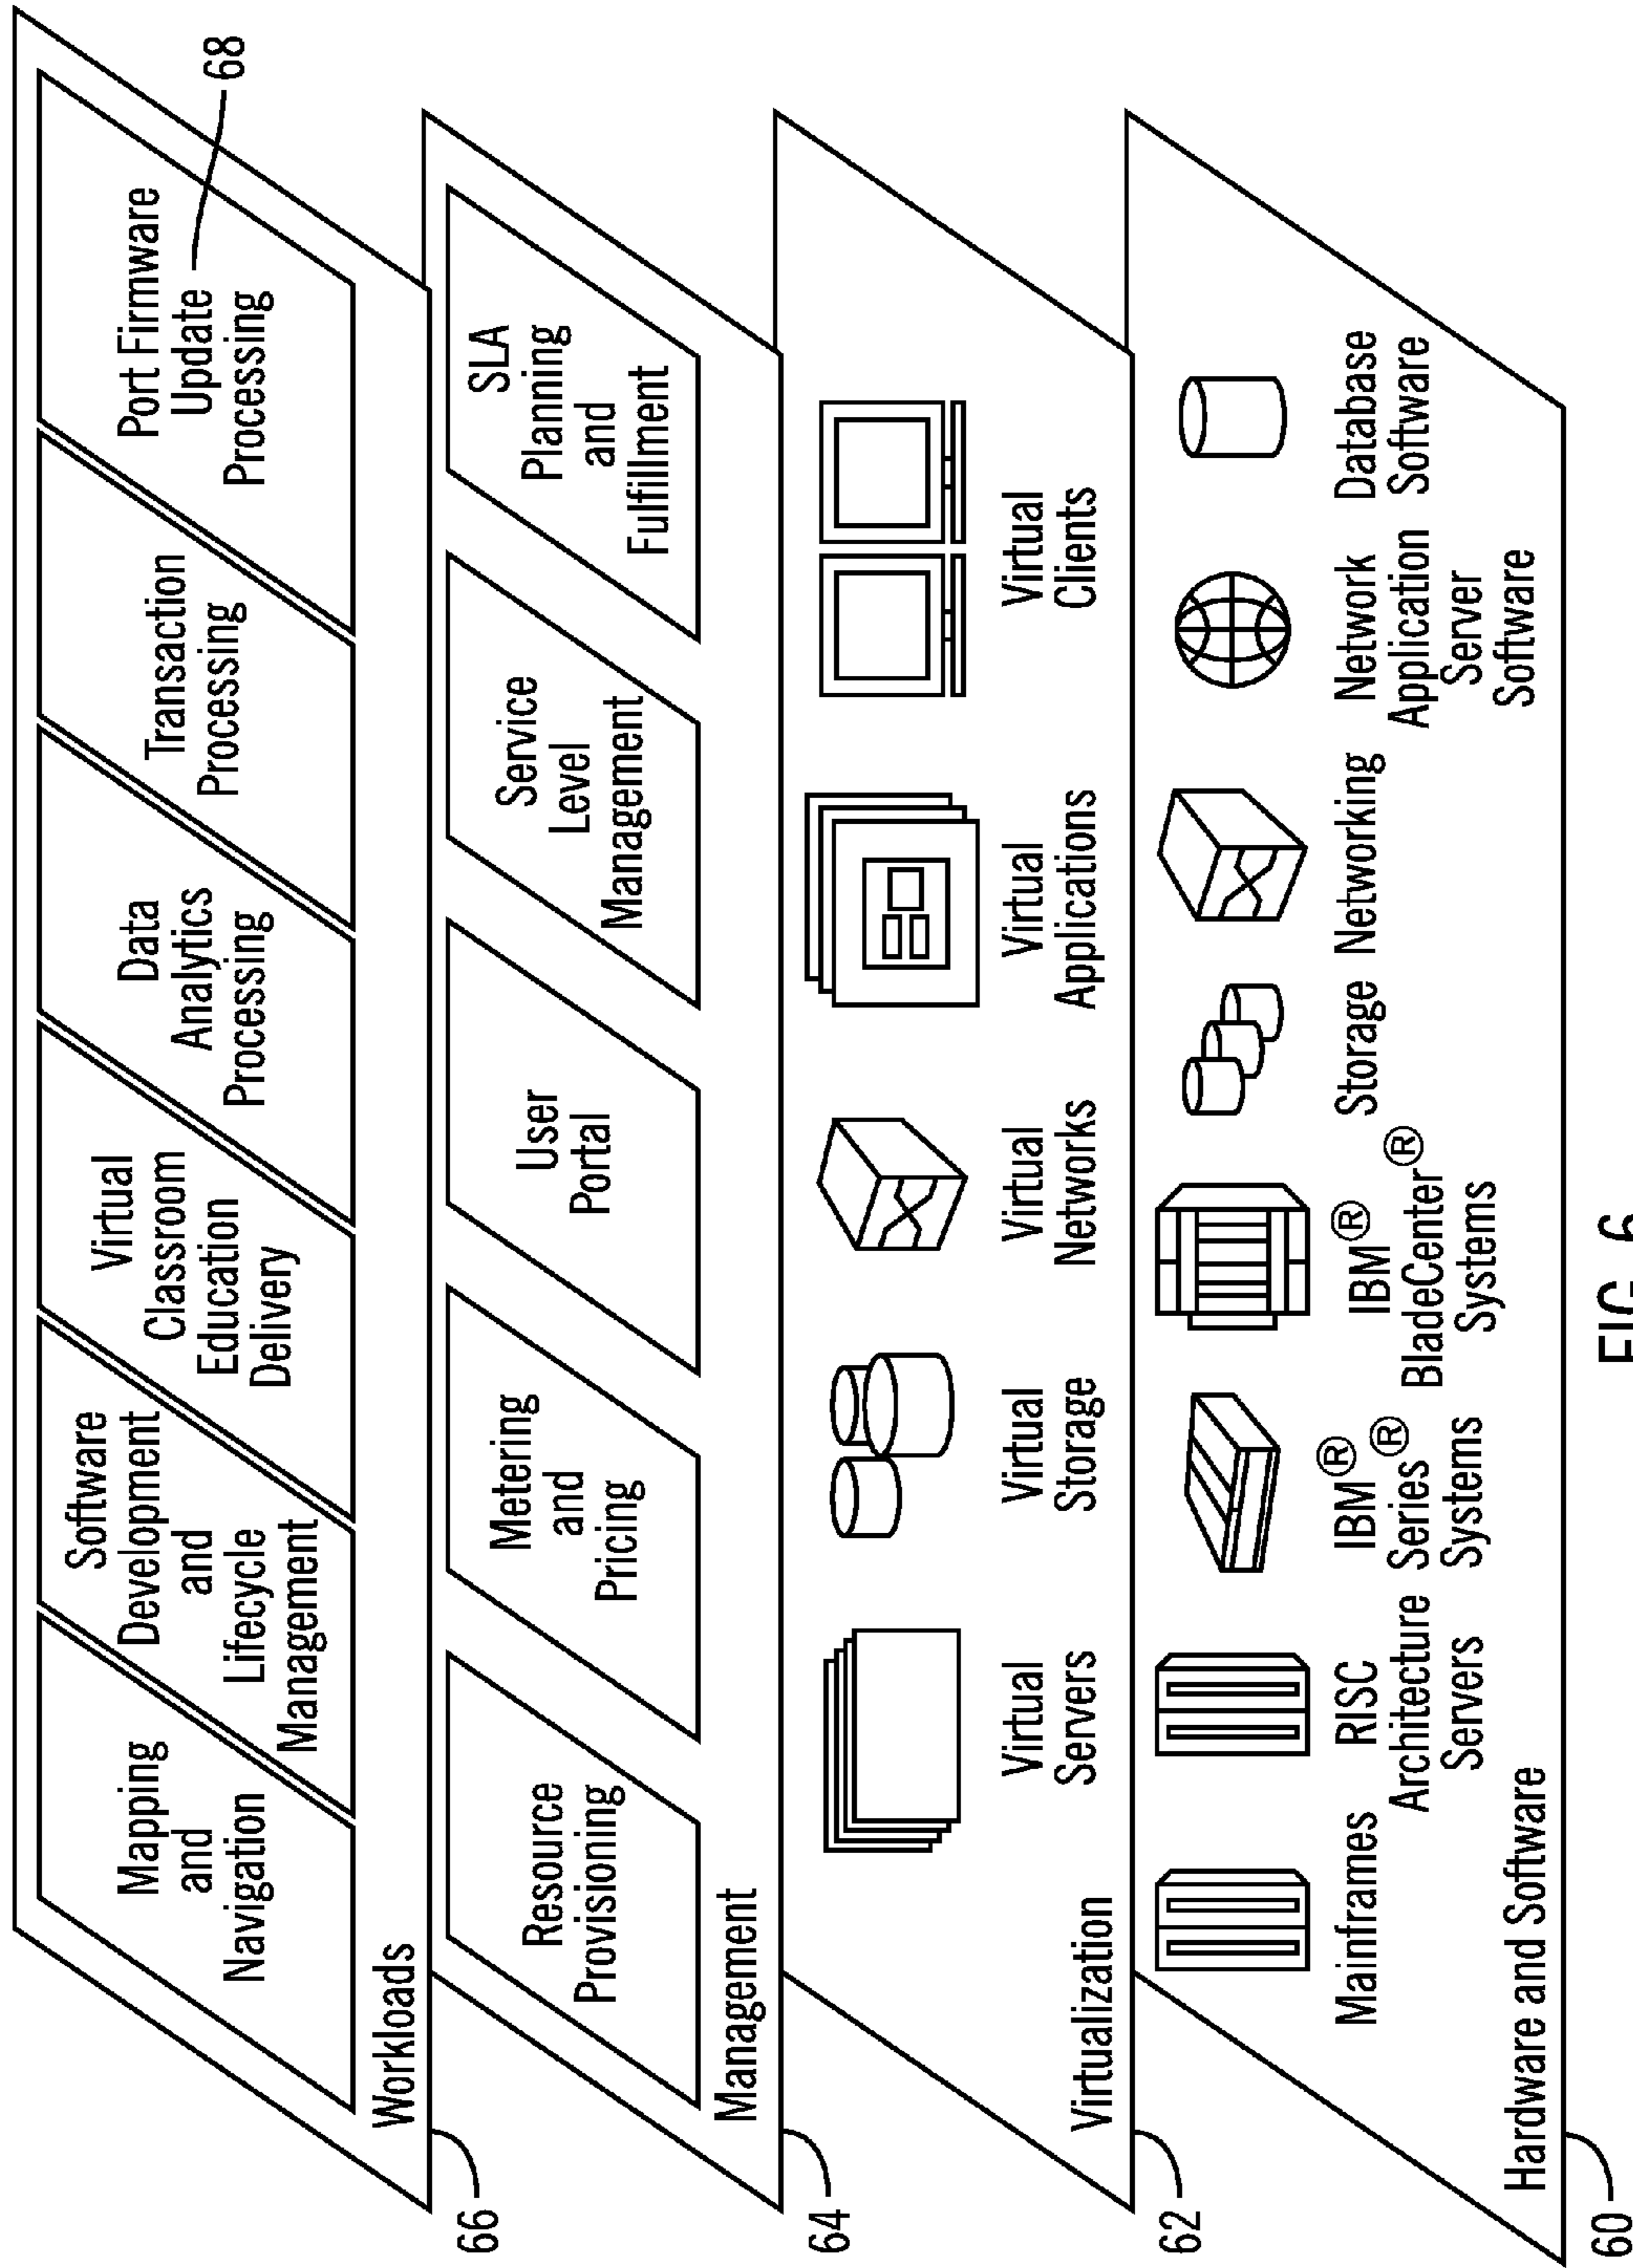 Mapping
and
Navigation
Software
Development
and
Lifecycle
Management
Virtual
Classroom
Education
Delivery
Data
Analytics
Processing
Transaction
Processing
Port Firmware
Update
Processing
68
Workloads
66
Resource
Provisioning
Metering
and
Pricing
User
Portal
Service
Level
Management
SLA
Planning
and
Fulfillment
Management
64
Virtual
Servers
Virtual
Storage
Virtual
Networks
Virtual
Applications
Virtual
Clients
Virtualization
62
Mainframes
RISC
Architecture
Servers
IBM®
Series®
Systems
IBM®
BladeCenter®
Systems
Storage
Networking
Network
Application
Server
Software
Database
Software
Hardware and Software
60
FIG 6